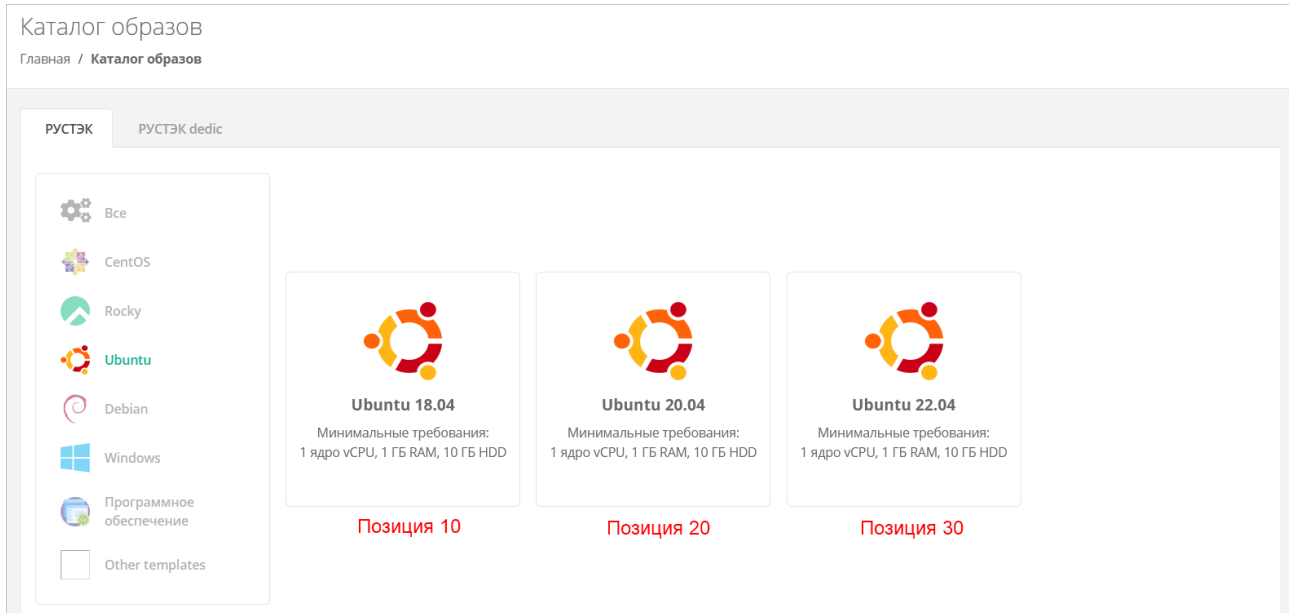 Каталог образов
Главная / Каталог образов
РУСТЭК
РУСТЭК dedic
Все
CentOS
Rocky
Ubuntu
Debian
Windows
Программное
обеспечение
Other templates
Ubuntu 18.04
Минимальные требования:
1 ядро vCPU, 1 ГБ RAM, 10 ГБ HDD
Позиция 10
Ubuntu 20.04
Минимальные требования:
1 ядро vCPU, 1 ГБ RAM, 10 ГБ HDD
Позиция 20
Ubuntu 22.04
Минимальные требования:
1 ядро vCPU, 1 ГБ RAM, 10 ГБ HDD
Позиция 30